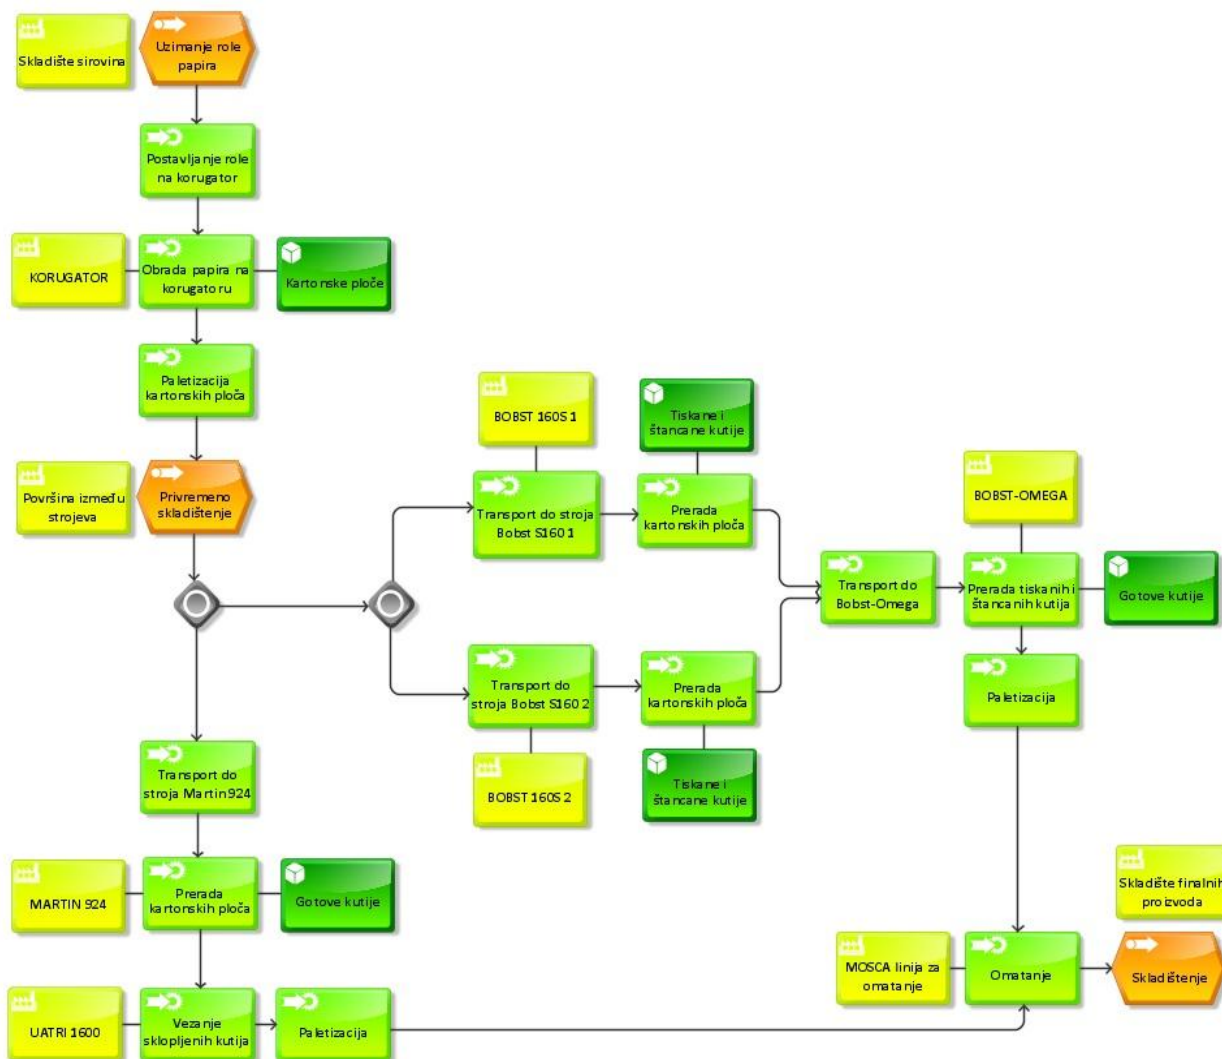 Skladište sirovina
Uzimanje role
papira
Postavljanje role
na korugator
KORUGATOR
Obrada papira na
korugatoru
Kartonske ploče
Paletizacija
kartonskih ploča
Površina između
strojeva
Privremeno
skladištenje
BOBST 160S 1
Tiskane i
štancane kutije
Transport do stroja
Bobst S160 1
Prerada
kartonskih ploča
BOBST-OMEGA
Transport do
Bobst-Omega
Prerada tiskanih i
štancanih kutija
Gotove kutije
Transport do
stroja Bobst S160 2
Prerada
kartonskih ploča
Paletizacija
BOBST 160S 2
Tiskane i
štancane kutije
Transport do
stroja Martin 924
MARTIN 924
Prerada
kartonskih ploča
Gotove kutije
Skladište finalnih
proizvoda
MOSCA linija za
omatanje
Omatanje
Skladištenje
UATRI 1600
Vezanje
sklopljenih kutija
Paletizacija